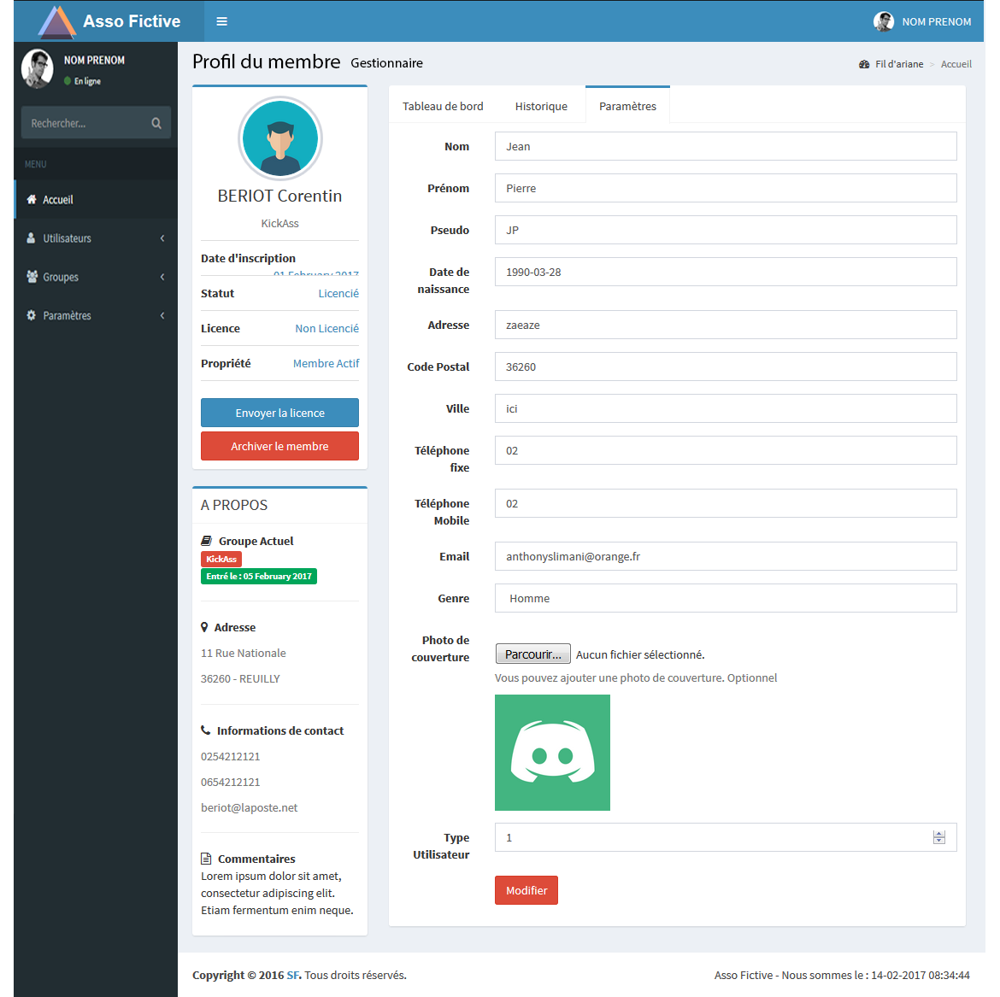 Asso Fictive
NOM PRENOM
NOM PRENOM
En ligne
Rechercher...
MENU
Accueil
Utilisateurs
Groupes
Paramètres
Profil du membre Gestionnaire
Fil d'ariane > Accueil
BERIOT Corentin
KickAss
Date d'inscription
01 February 2017
Statut Licencié
Licence Non Licencié
Propriété Membre Actif
Envoyer la licence
Archiver le membre
A PROPOS
Groupe Actuel
KickAss
Entré le : 05 February 2017
Adresse
11 Rue Nationale
36260 - REUILLY
Informations de contact
0254212121
0654212121
beriot@laposte.net
Commentaires
Lorem ipsum dolor sit amet,
consectetur adipiscing elit.
Etiam fermentum enim neque.
Tableau de bord Historique Paramètres
Nom Jean
Prénom Pierre
Pseudo JP
Date de
naissance
1990-03-28
Adresse zaeaze
Code Postal 36260
Ville ici
Téléphone
fixe
02
Téléphone
Mobile
02
Email anthonyslimani@orange.fr
Genre Homme
Photo de
couverture
Parcourir... Aucun fichier sélectionné.
Vous pouvez ajouter une photo de couverture. Optionnel
Type
Utilisateur
1
Modifier
Copyright © 2016 SF. Tous droits réservés.
Asso Fictive - Nous sommes le : 14-02-2017 08:34:44